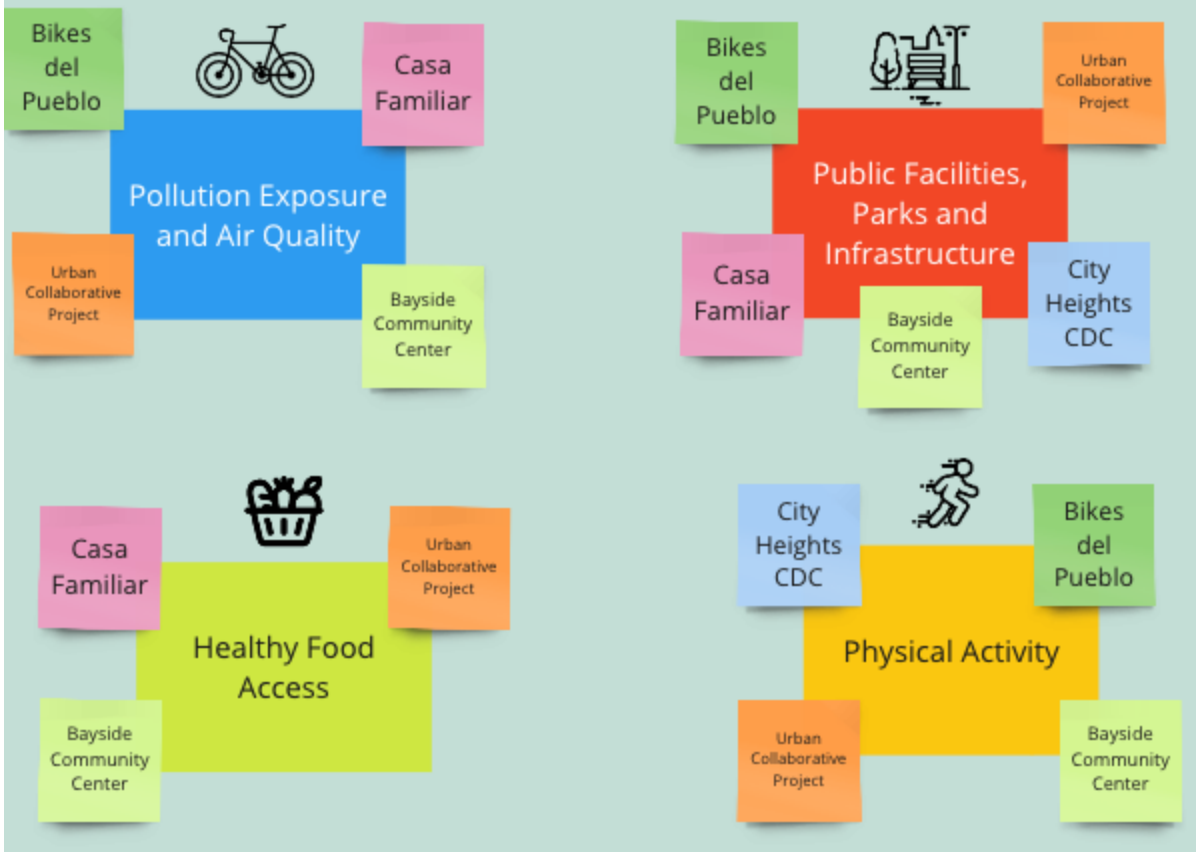 Bikes
del
Pueblo
Casa
Familiar
Pollution Exposure
and Air Quality
Urban
Collaborative
Project
Bayside
Community
Center
Bikes
del
Pueblo
Urban
Collaborative
Project
Public Facilities,
Parks and
Infrastructure
Casa
Familiar
Bayside
Community
Center
City
Heights
CDC
Casa
Familiar
Urban
Collaborative
Project
Healthy Food
Access
Bayside
Community
Center
City
Heights
CDC
Bikes
del
Pueblo
Physical Activity
Urban
Collaborative
Project
Bayside
Community
Center